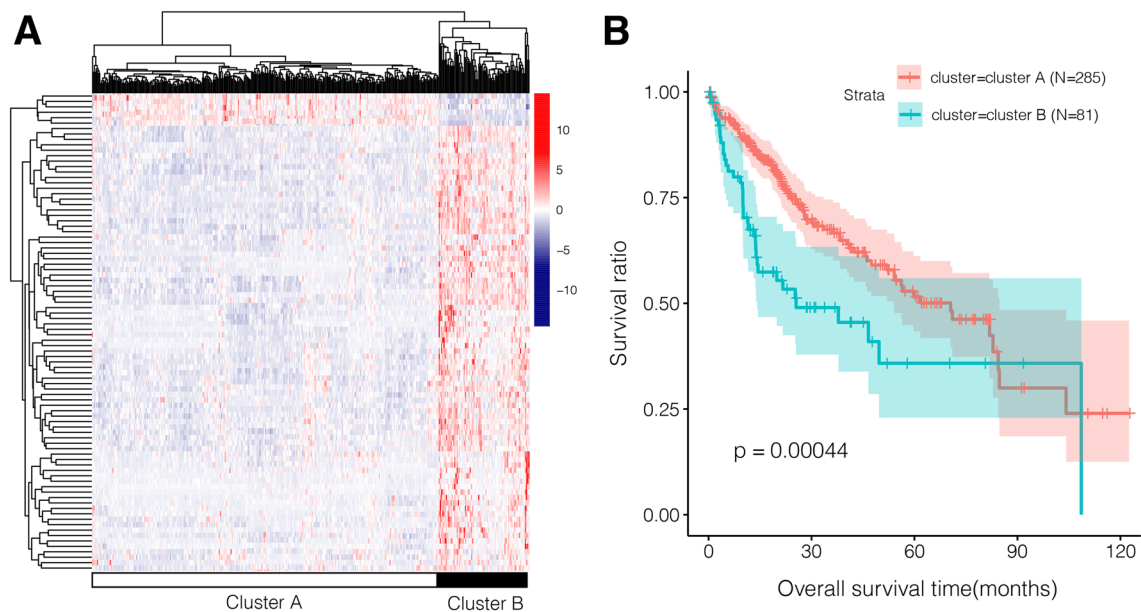 A
10
5
0
−5
−10
Cluster A
Cluster B
B
Strata
cluster=cluster A (N=285)
cluster=cluster B (N=81)
Survival ratio
1.00
0.75
0.50
0.25
0.00
p = 0.00044
0
30
60
90
120
Overall survival time(months)